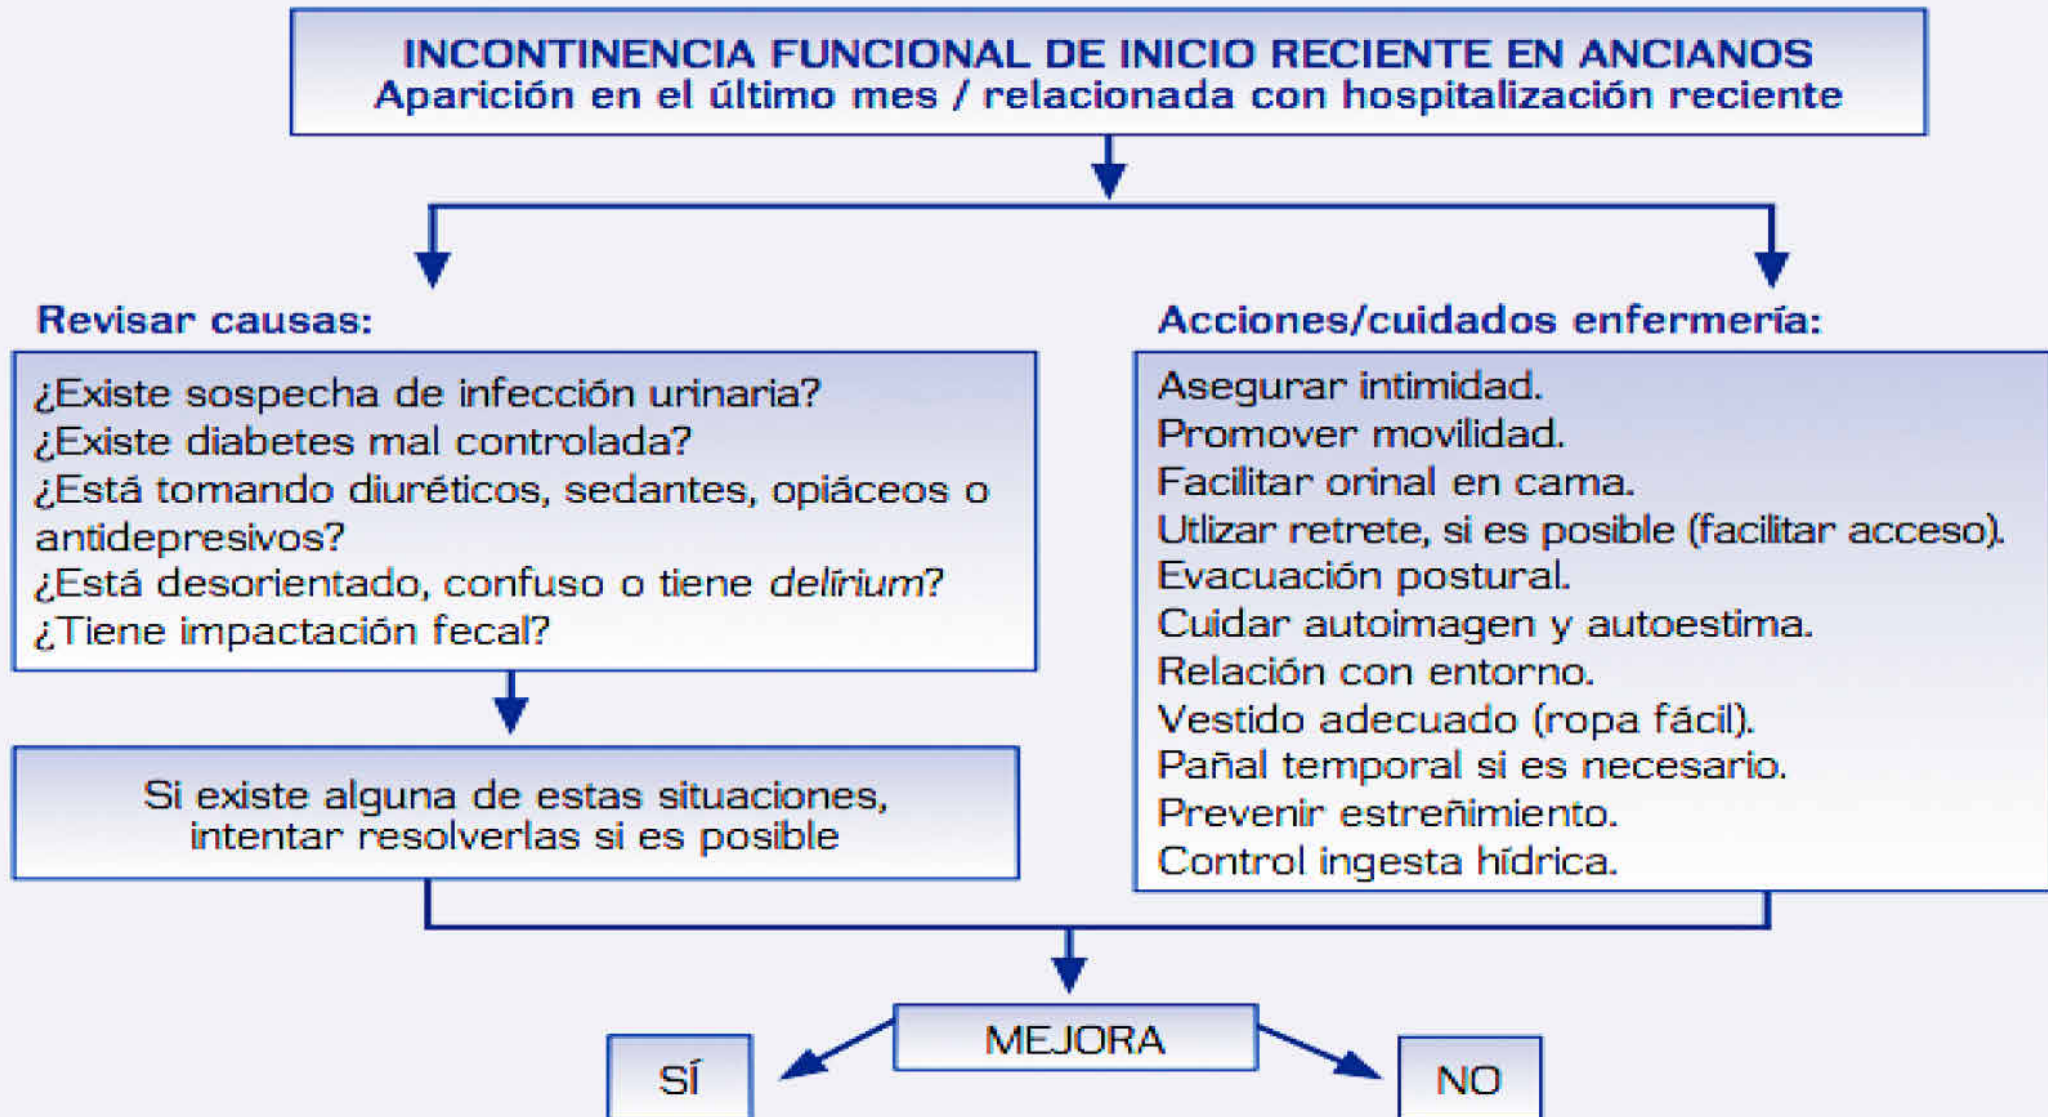 INCONTINENCIA FUNCIONAL DE INICIO RECIENTE EN ANCIANOS
Aparición en el último mes / relacionada con hospitalización reciente
Revisar causas:
¿Existe sospecha de infección urinaria?
¿Existe diabetes mal controlada?
¿Está tomando diuréticos, sedantes, opiáceos o
antidepresivos?
¿Está desorientado, confuso o tiene delírium?
¿Tiene impactación fecal?
Si existe alguna de estas situaciones,
intentar resolverlas si es posible
Acciones/cuidados enfermería:
Asegurar intimidad.
Promover movilidad.
Facilitar orinal en cama.
Utlizar retrete, si es posible (facilitar acceso).
Evacuación postural.
Cuidar autoimagen y autoestima.
Relación con entorno.
Vestido adecuado (ropa fácil).
Pañal temporal si es necesario.
Prevenir estreñimiento.
Control ingesta hídrica.
MEJORA
SÍ
NO